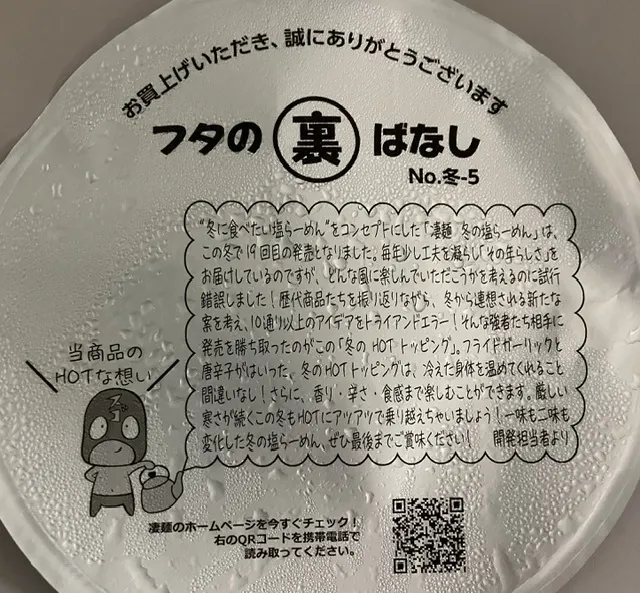 お買上げいただき、誠にありがとうございます
フタの裏ばなし
No.冬-5
"冬に食べたい塩らーめん"をコンセプトにした「凄麺 冬の塩らーめん」は、
この冬で19回目の発売となりました。毎年少し工夫を凝らし「その年らしさ」を
お届けしているのですが、どんな風に楽しんでいただこうかを考えるのに試行
錯誤しました!歴代商品たちを振り返りながら、冬から連想される新たな
案を考え、10通り以上のアイデアをトライアンドエラー!そんな強者たち相手に
発売を勝ち取ったのがこの「冬の HOT トッピング」。フライドガーリックと
唐辛子がはいった、冬のHOTトッピングは、冷えた身体を温めてくれること
間違いなし!さらに、香り・辛さ・食感まで楽しむことができます。厳しい
寒さが続くこの冬もHOTにアツアツで乗り越えちゃいましょう!一味も二味も
変化した冬の塩らーめん、ぜひ最後までご賞味ください! 開発担当者より
当商品の
HOTな想い
凄麺のホームページを今すぐチェック!
右のQRコードを携帯電話で
読み取ってください。